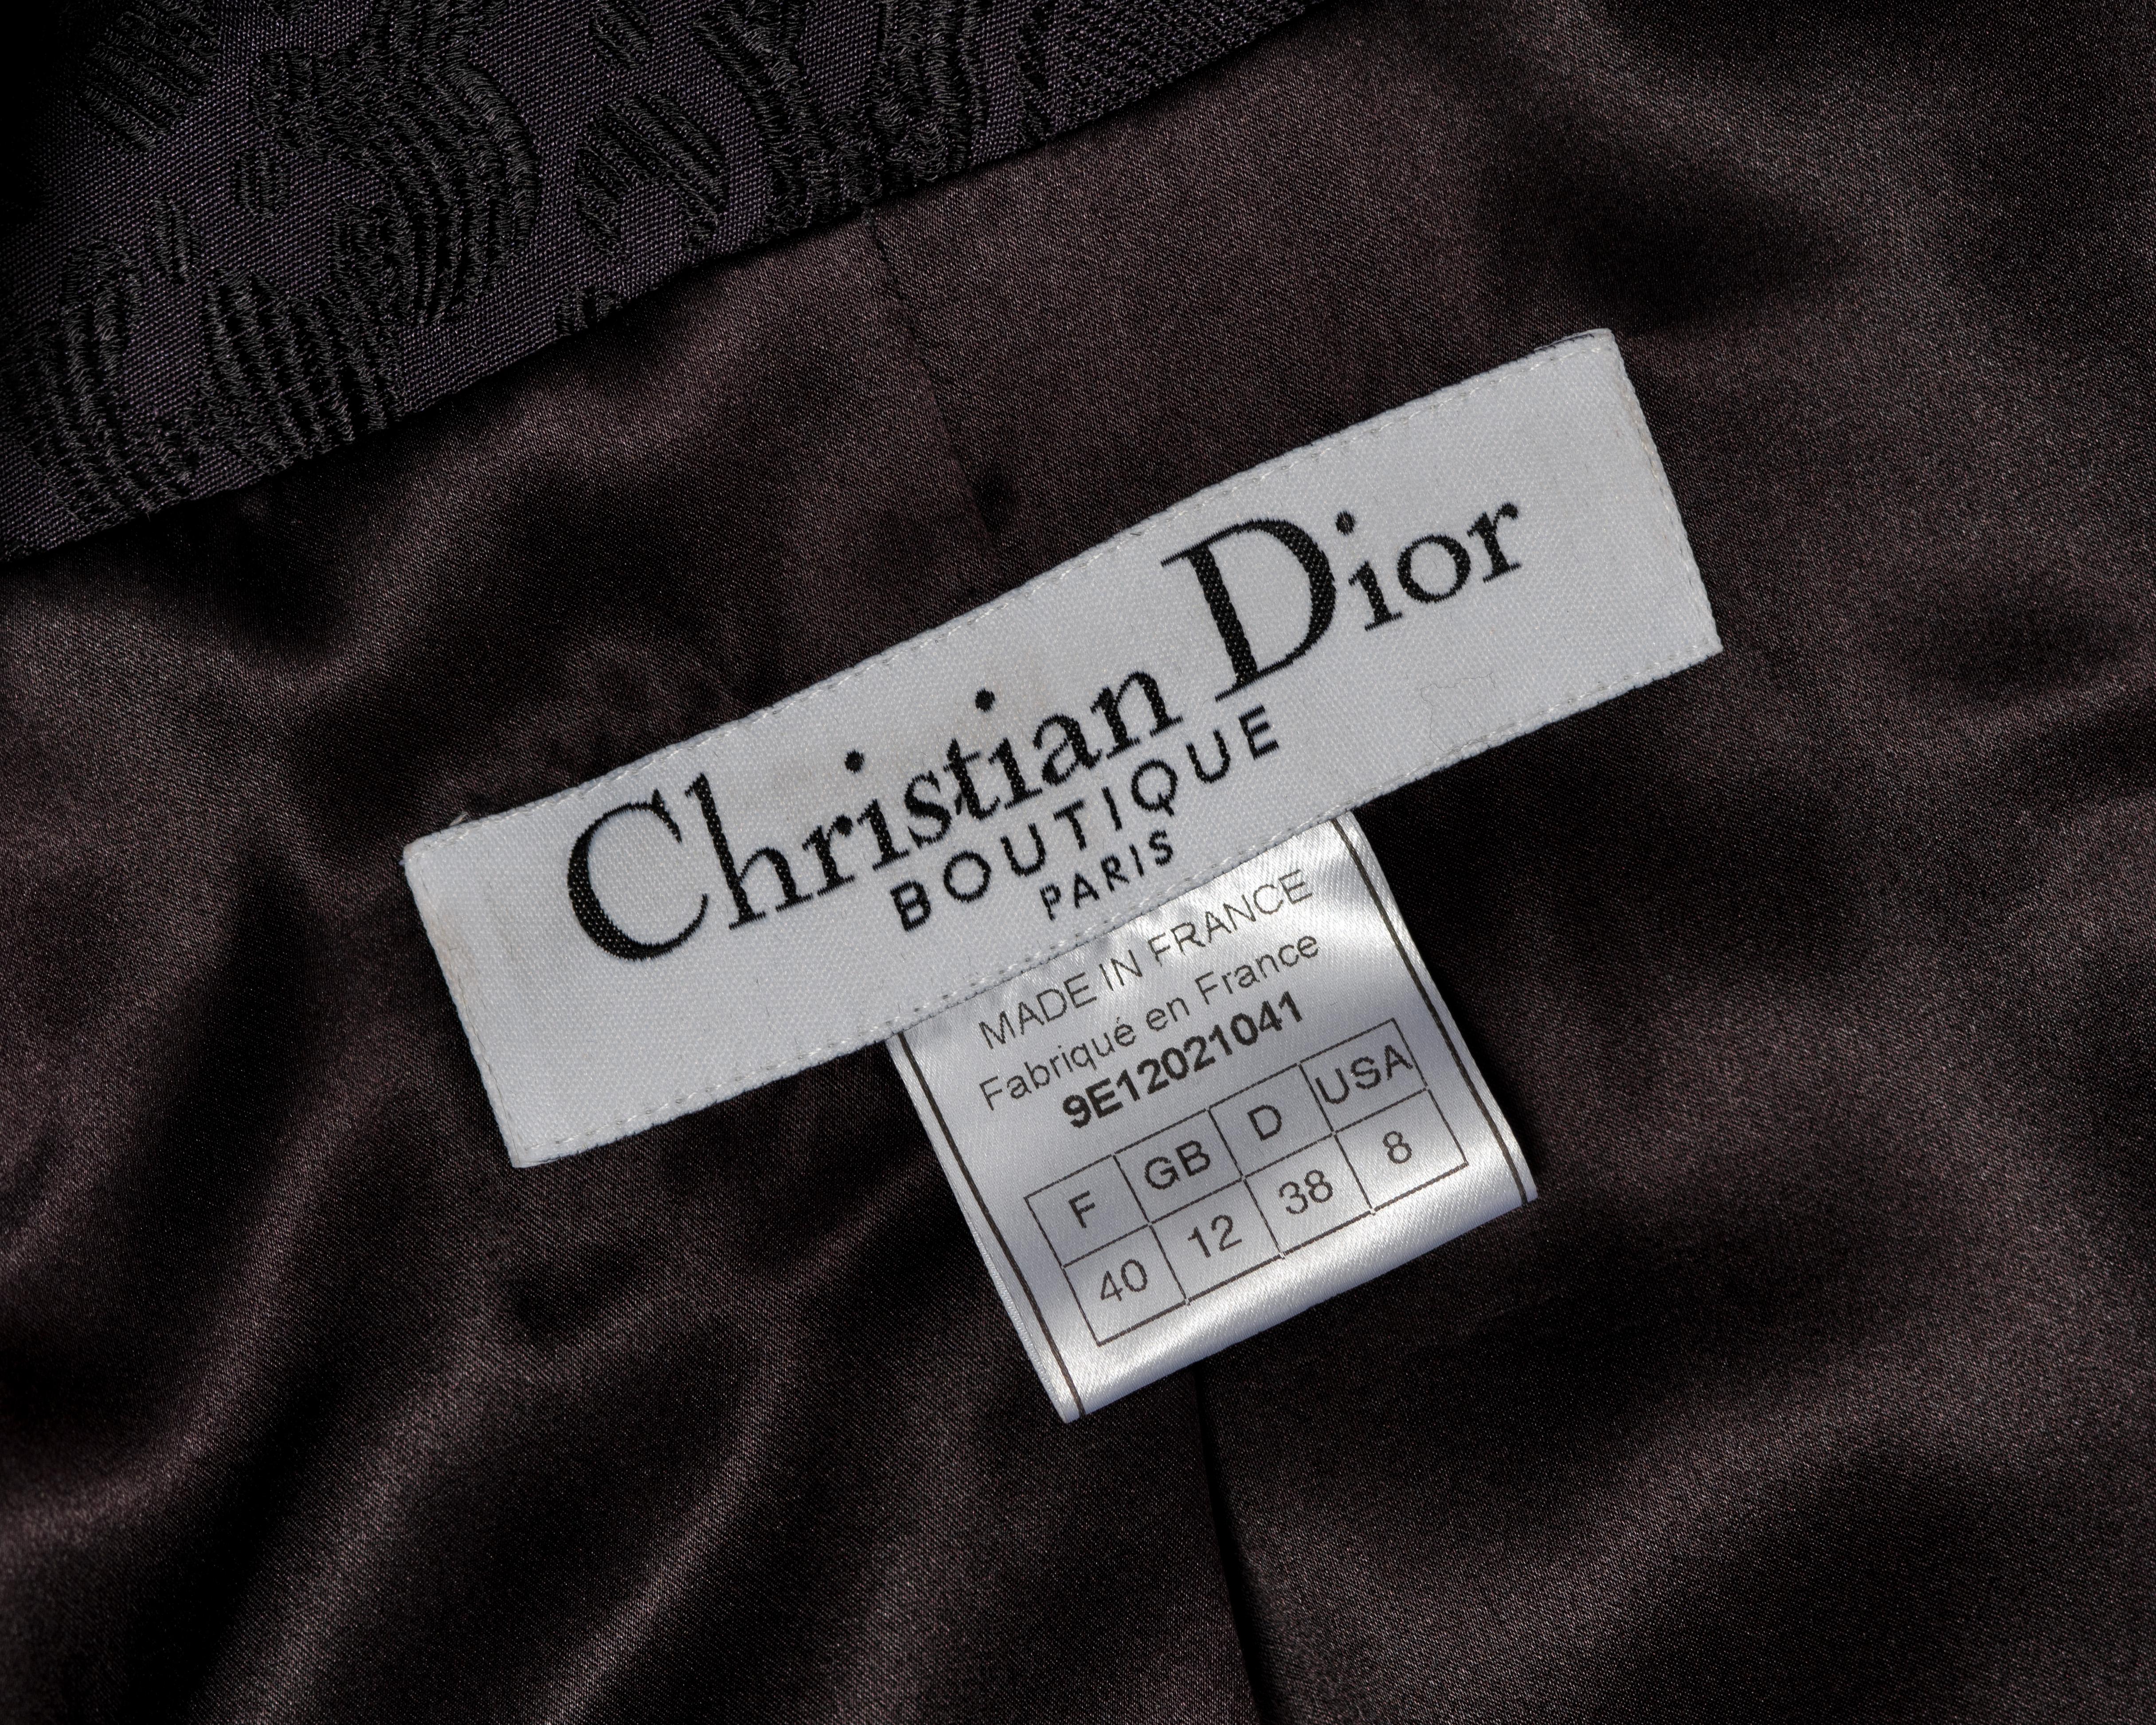 Christian Dior
BOUTIQUE
PARIS
MADE IN FRANCE
Fabriqué en France
9E12021041
F GB D USA
40 12 38 8